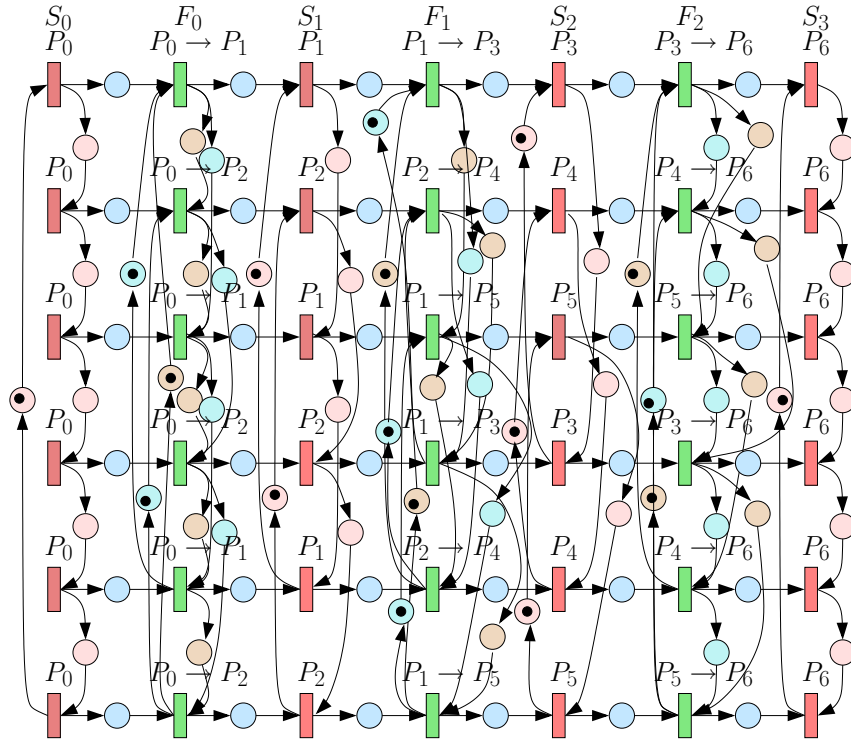 S₀ F₀ S₁ F₁ S₂ F₂ S₃
P₀ P₀ → P₁ P₁ P₁ → P₃ P₃ P₃ → P₆ P₆
P₀ P₀ → P₂ P₂ P₂ → P₄ P₄ P₄ → P₆ P₆
P₀ P₀ → P₁ P₁ P₁ → P₅ P₅ P₅ → P₆ P₆
P₀ P₀ → P₂ P₂ P₁ → P₃ P₃ P₃ → P₆ P₆
P₀ P₀ → P₁ P₁ P₂ → P₄ P₄ P₄ → P₆ P₆
P₀ P₀ → P₂ P₂ P₁ → P₅ P₅ P₅ → P₆ P₆